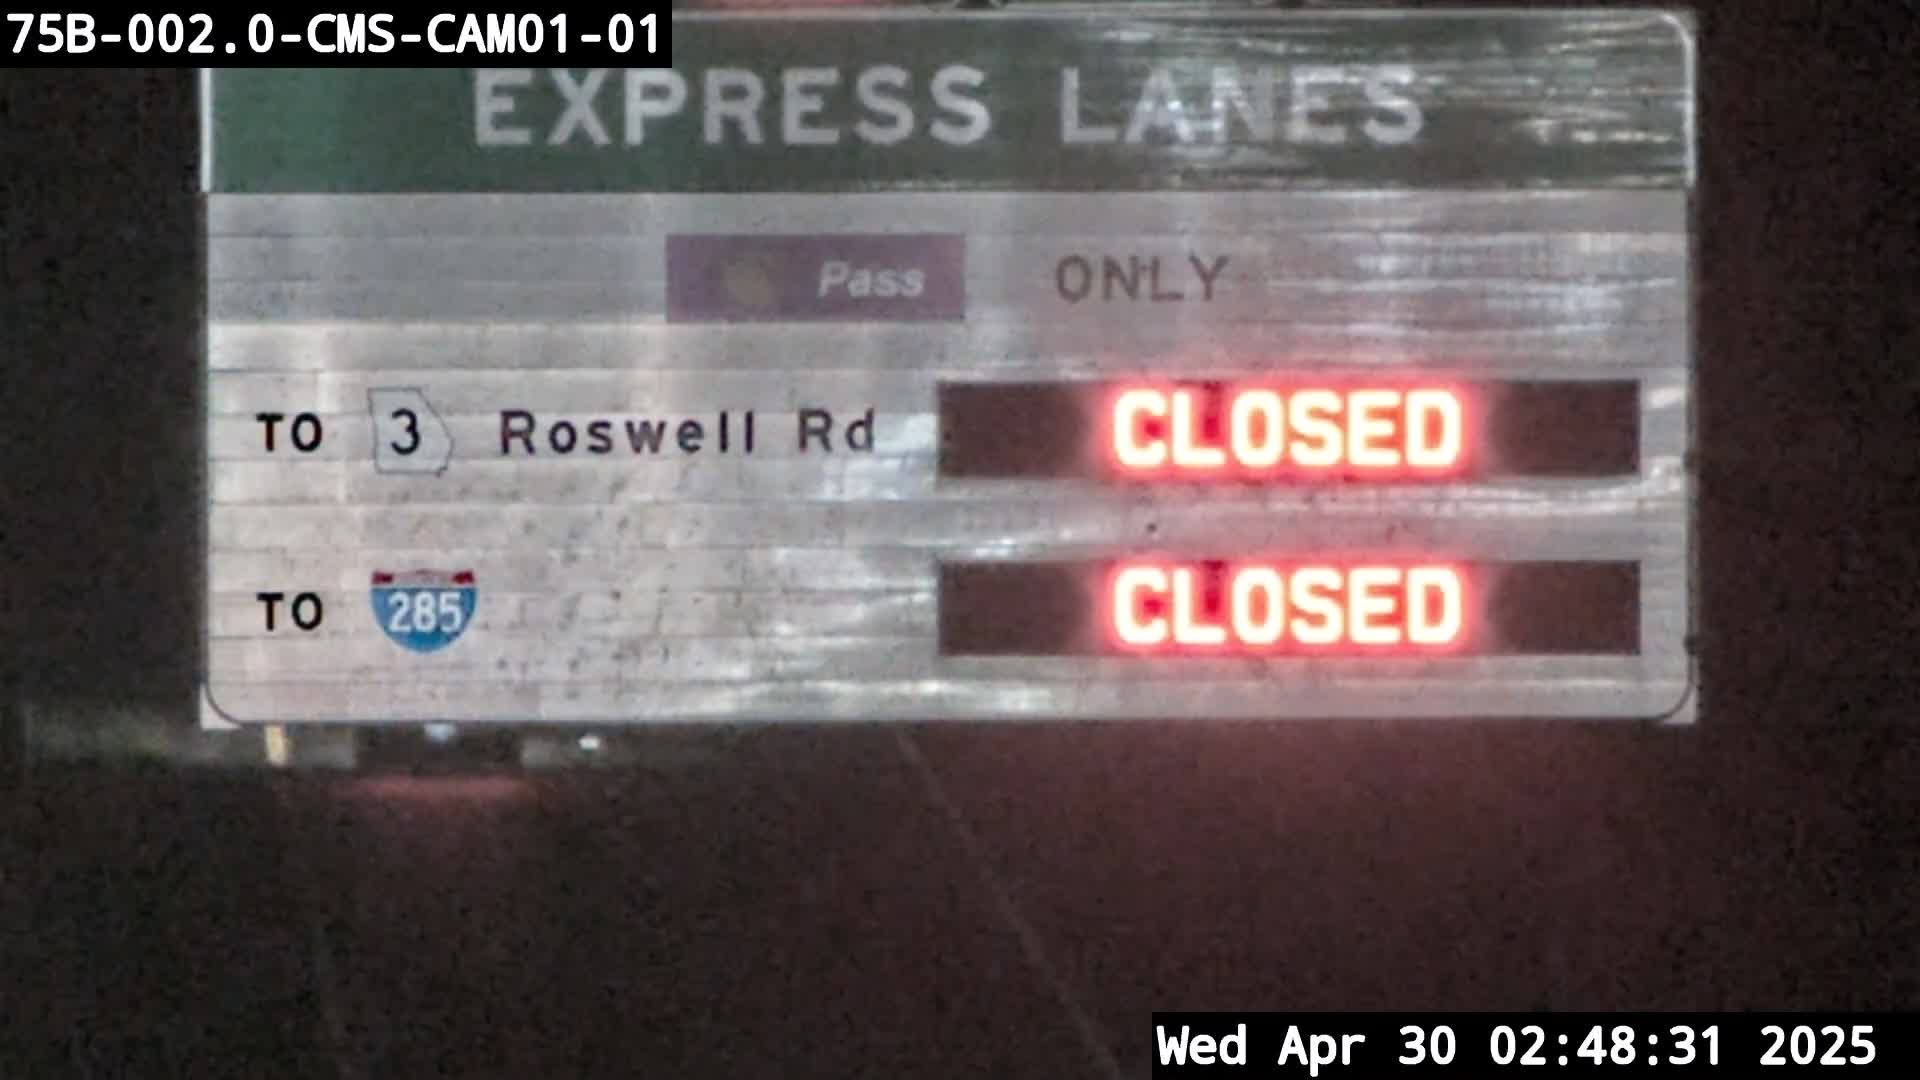 75B-002.0-CMS-CAM01-01
EXPRESS LANES
Pass ONLY
TO 3 Roswell Rd CLOSED
TO 285 CLOSED
Wed Apr 30 02:48:31 2025